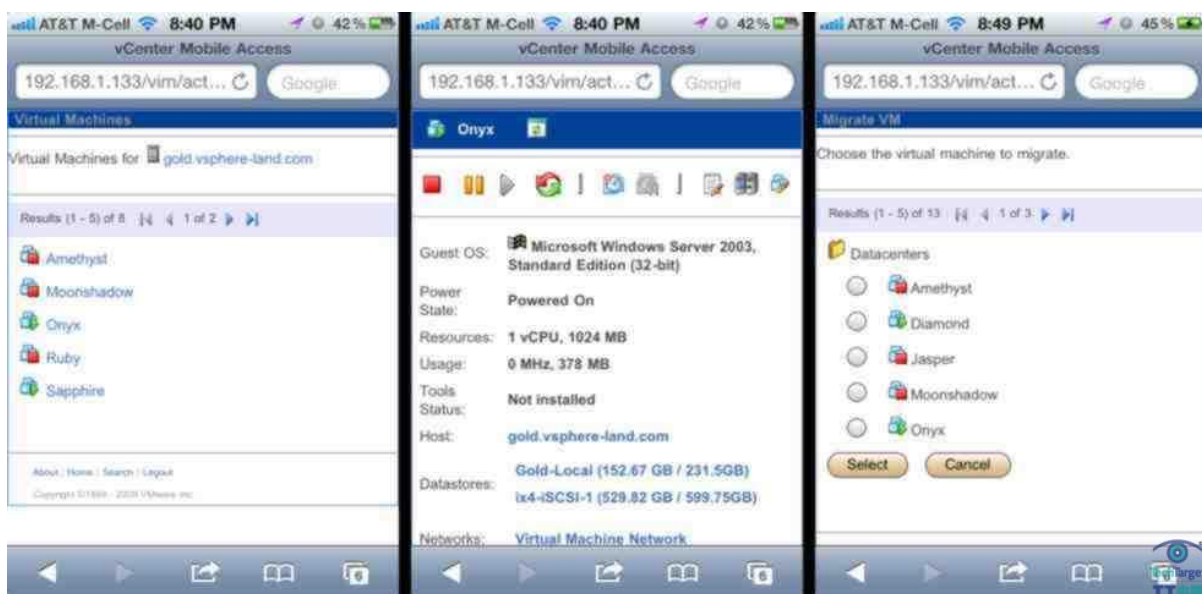 AT&T M-Cell 8:40 PM 42%
vCenter Mobile Access
192.168.1.133/vim/act... Google
Virtual Machines
Virtual Machines for gold.vsphere-land.com
Results (1 - 5) of 8 1 of 2
Amethyst
Moonshadow
Onyx
Ruby
Sapphire
About | Home | Search | Logout
Copyright ©1998 - 2009 VMware Inc
6
AT&T M-Cell 8:40 PM 42%
vCenter Mobile Access
192.168.1.133/vim/act... Google
Onyx
Guest OS: Microsoft Windows Server 2003,
Standard Edition (32-bit)
Power State: Powered On
Resources: 1 vCPU, 1024 MB
Usage: 0 MHz, 378 MB
Tools Status: Not installed
Host: gold.vsphere-land.com
Datastores: Gold-Local (152.67 GB / 231.5GB)
ix4-iSCSI-1 (529.82 GB / 599.75GB)
Networks: Virtual Machine Network
6
AT&T M-Cell 8:49 PM 45%
vCenter Mobile Access
192.168.1.133/vim/act... Google
Migrate VM
Choose the virtual machine to migrate.
Results (1 - 5) of 13 1 of 3
Datacenters
Amethyst
Diamond
Jasper
Moonshadow
Onyx
Select Cancel
TechTarget